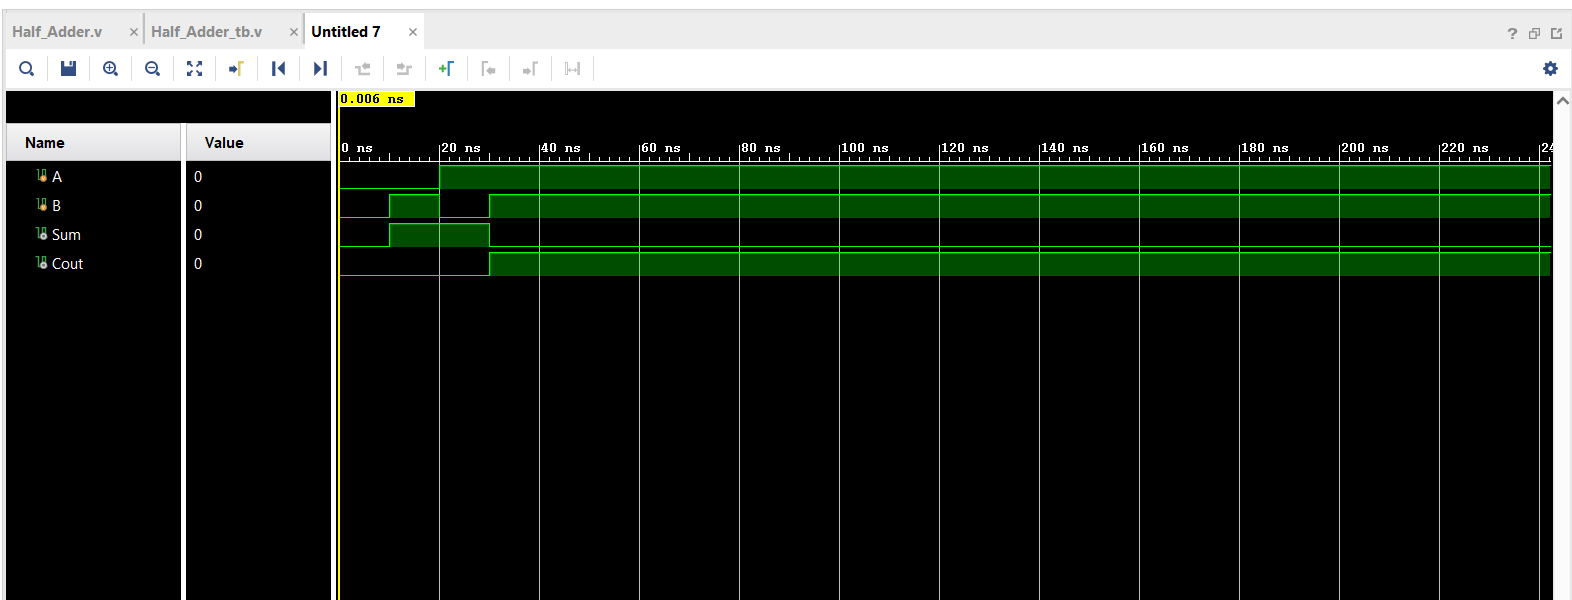 Half_Adder.v × Half_Adder_tb.v × Untitled 7 ×
?
0.006 ns
Name Value
0 ns 20 ns 40 ns 60 ns 80 ns 100 ns 120 ns 140 ns 160 ns 180 ns 200 ns 220 ns 24
A 0
B 0
Sum 0
Cout 0